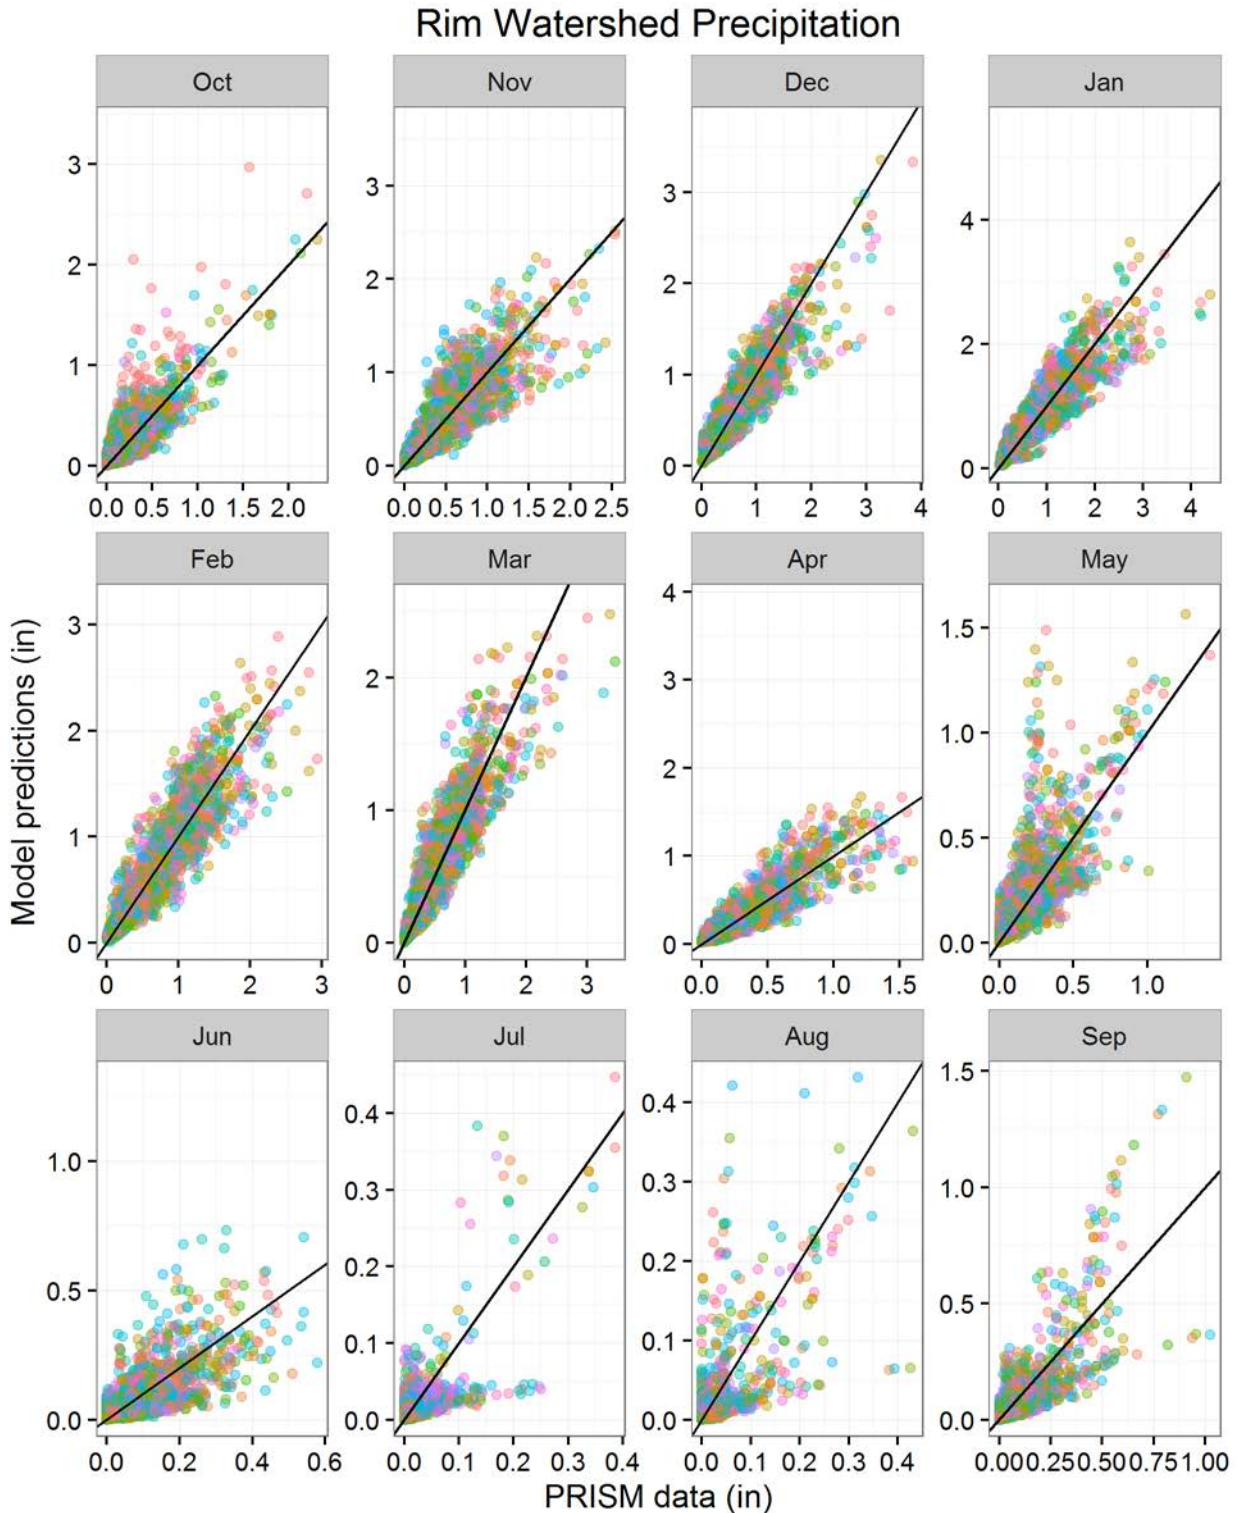 Rim Watershed Precipitation
Oct Nov Dec Jan
3
2
1
0
0.0 0.5 1.0 1.5 2.0
3
2
1
0
0.0 0.5 1.0 1.5 2.0 2.5
3
2
1
0
0 1 2 3 4
4
2
0
0 1 2 3 4
Feb Mar Apr May
3
2
1
0
0 1 2 3
2
1
0
0 1 2 3
4
3
2
1
0
0.0 0.5 1.0 1.5
1.5
1.0
0.5
0.0
0.0 0.5 1.0
Jun Jul Aug Sep
1.0
0.5
0.0
0.0 0.2 0.4 0.6
0.4
0.3
0.2
0.1
0.0
0.0 0.1 0.2 0.3 0.4
0.4
0.3
0.2
0.1
0.0
0.0 0.1 0.2 0.3 0.4
1.5
1.0
0.5
0.0
0.00 0.25 0.50 0.75 1.00
Model predictions (in)
PRISM data (in)